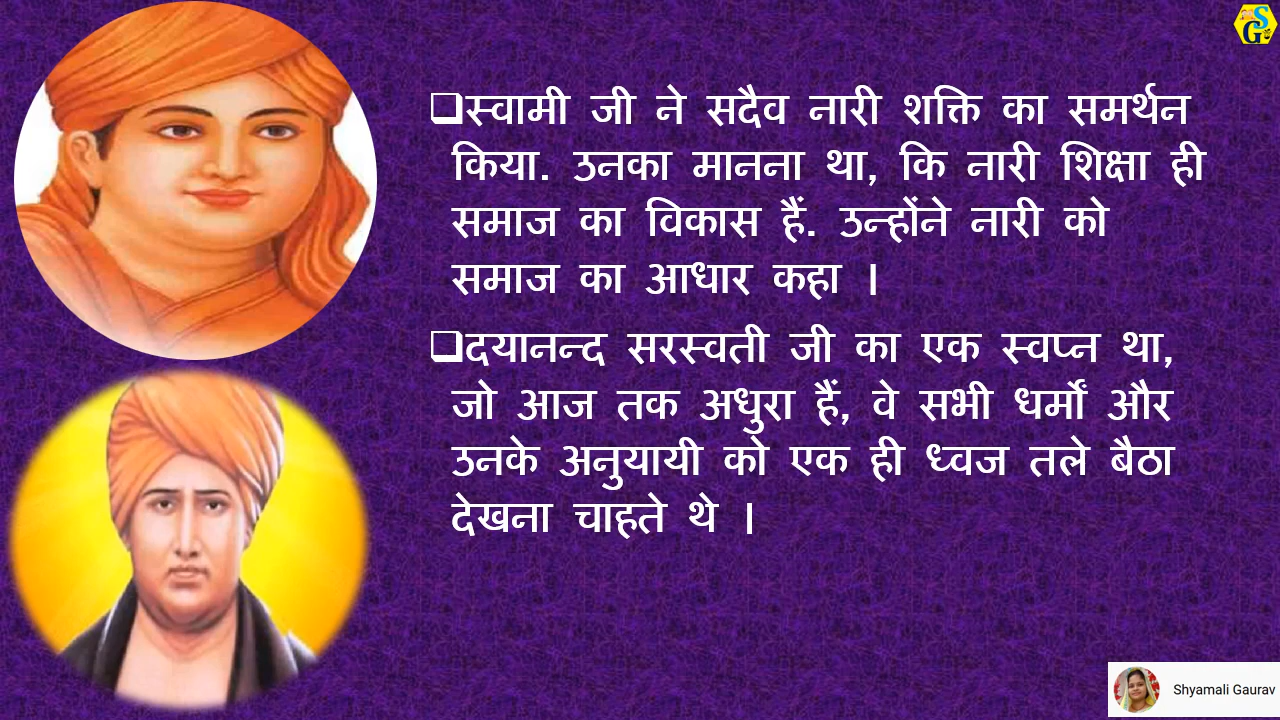 ❑स्वामी जी ने सदैव नारी शक्ति का समर्थन
किया. उनका मानना था, कि नारी शिक्षा ही
समाज का विकास हैं. उन्होंने नारी को
समाज का आधार कहा ।
❑दयानन्द सरस्वती जी का एक स्वप्न था,
जो आज तक अधुरा हैं, वे सभी धर्मों और
उनके अनुयायी को एक ही ध्वज तले बैठा
देखना चाहते थे ।
SG
Shyamali Gaurav